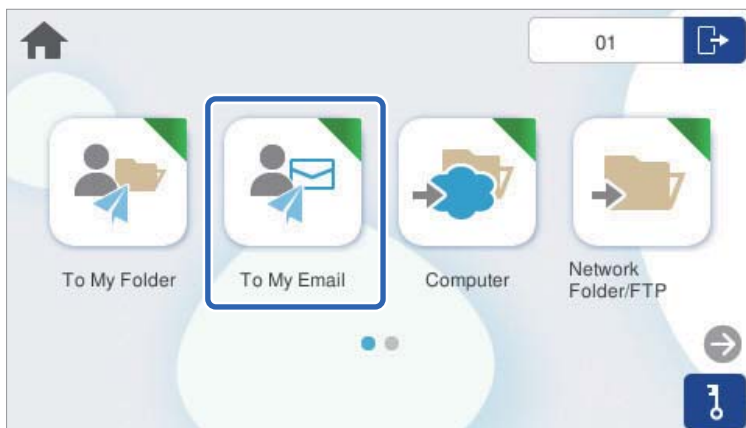 01
To My Folder
To My Email
Computer
Network
Folder/FTP